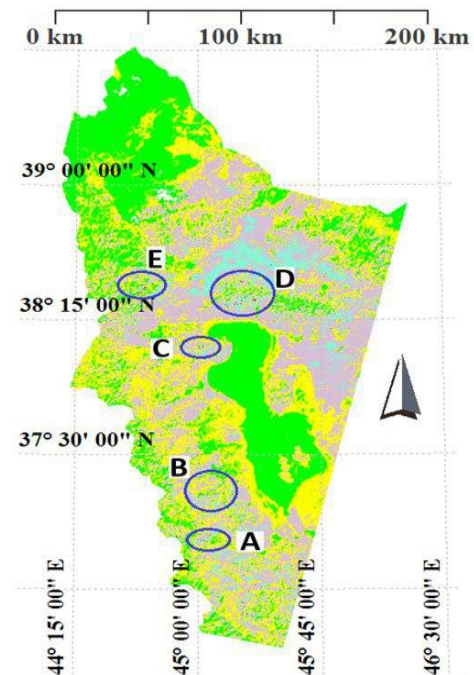 0 km 100 km 200 km
39° 00' 00" N
E
D
38° 15' 00" N
C
37° 30' 00" N
B
A
44° 15' 00" E
45° 00' 00" E
45° 45' 00" E
46° 30' 00" E